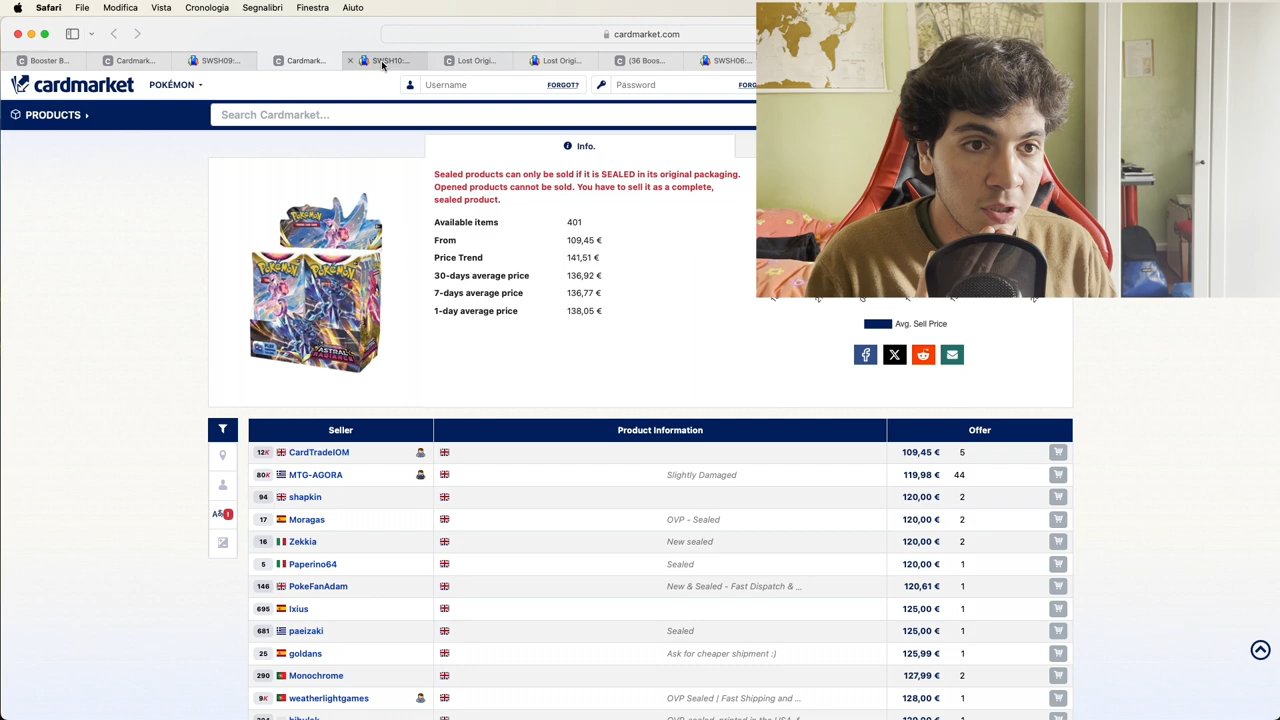 Safari File Modifica Vista Cronologia Segnalibri Finestra Aiuto
cardmarket.com
Booster B... Cardmark... SWSH09:... Cardmark... SWSH10:... Lost Origi... Lost Origi... (36 Boos... SWSH06:...
cardmarket POKÉMON Username FORGOT? Password FORG
PRODUCTS Search Cardmarket...
Info.
Sealed products can only be sold if it is SEALED in its original packaging.
Opened products cannot be sold. You have to sell it as a complete,
sealed product.
Available items 401
From 109,45 €
Price Trend 141,51 €
30-days average price 136,92 €
7-days average price 136,77 €
1-day average price 138,05 €
Pokémon
Pokémon Pokémon
ASTRAL RADIANCE
Avg. Sell Price
Seller Product Information Offer
12K CardTradeIOM 109,45 € 5
80K MTG-AGORA Slightly Damaged 119,98 € 44
94 shapkin 120,00 € 2
17 Moragas OVP - Sealed 120,00 € 2
16 Zekkia New sealed 120,00 € 2
5 Paperino64 Sealed 120,00 € 1
146 PokeFanAdam New & Sealed - Fast Dispatch & ... 120,61 € 1
695 Ixius 125,00 € 1
681 paeizaki Sealed 125,00 € 1
25 goldans Ask for cheaper shipment :) 125,99 € 1
290 Monochrome 127,99 € 2
9K weatherlightgames OVP Sealed | Fast Shipping and ... 128,00 € 1